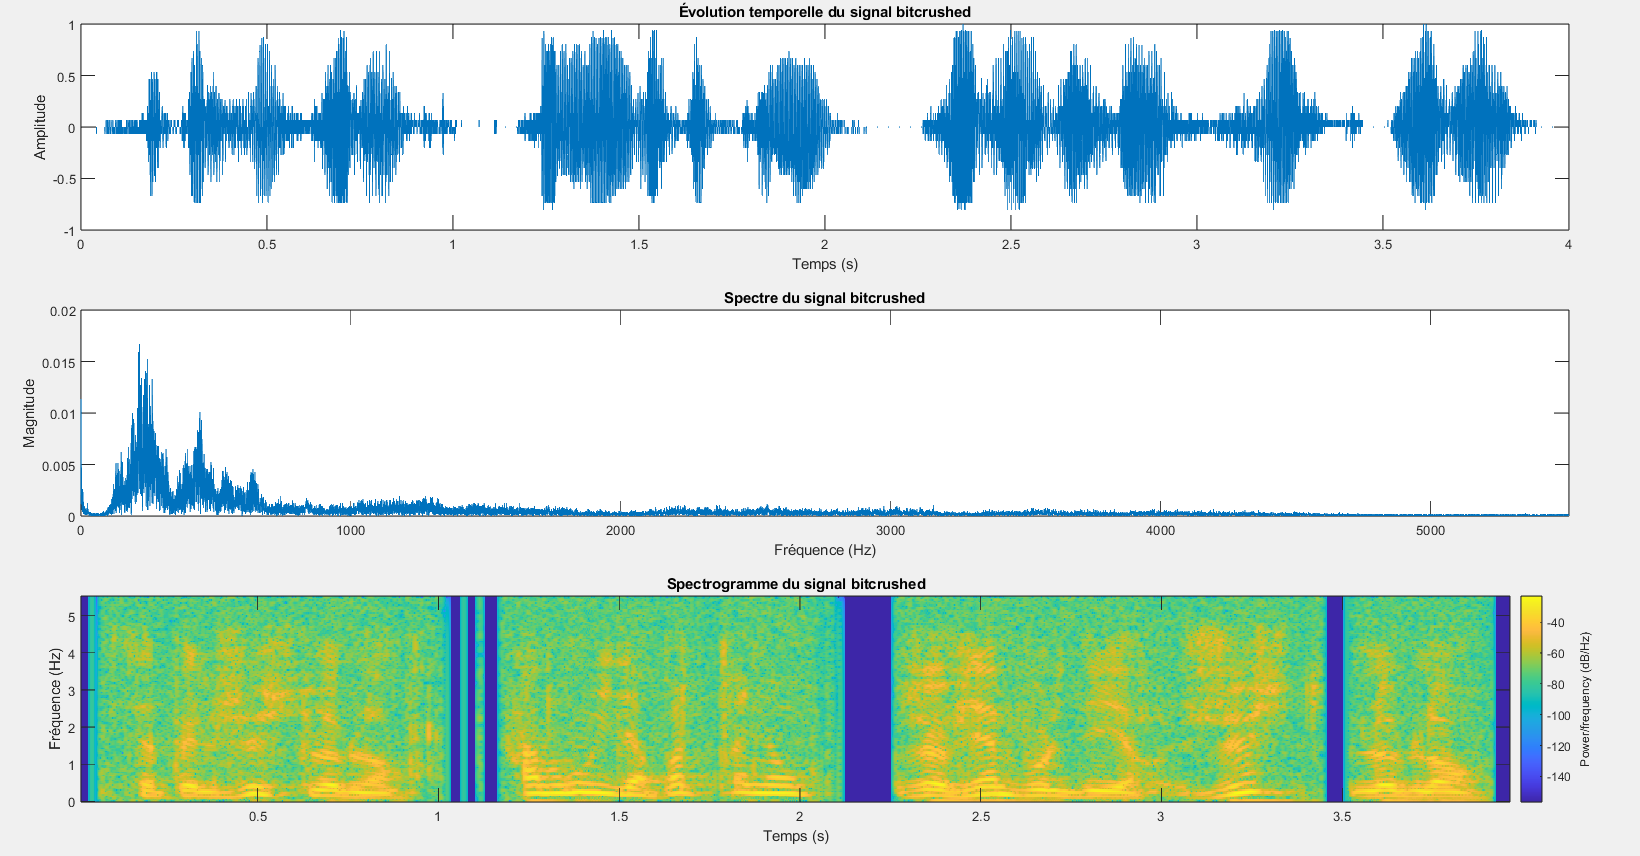 Évolution temporelle du signal bitcrushed
1
0.5
0
-0.5
-1
Amplitude
0 0.5 1 1.5 2 2.5 3 3.5 4
Temps (s)
Spectre du signal bitcrushed
0.02
0.015
0.01
0.005
0
Magnitude
0 1000 2000 3000 4000 5000
Fréquence (Hz)
Spectrogramme du signal bitcrushed
5
4
3
2
1
0
Fréquence (Hz)
0.5 1 1.5 2 2.5 3 3.5
Temps (s)
-40
-60
-80
-100
-120
-140
Power/frequency (dB/Hz)